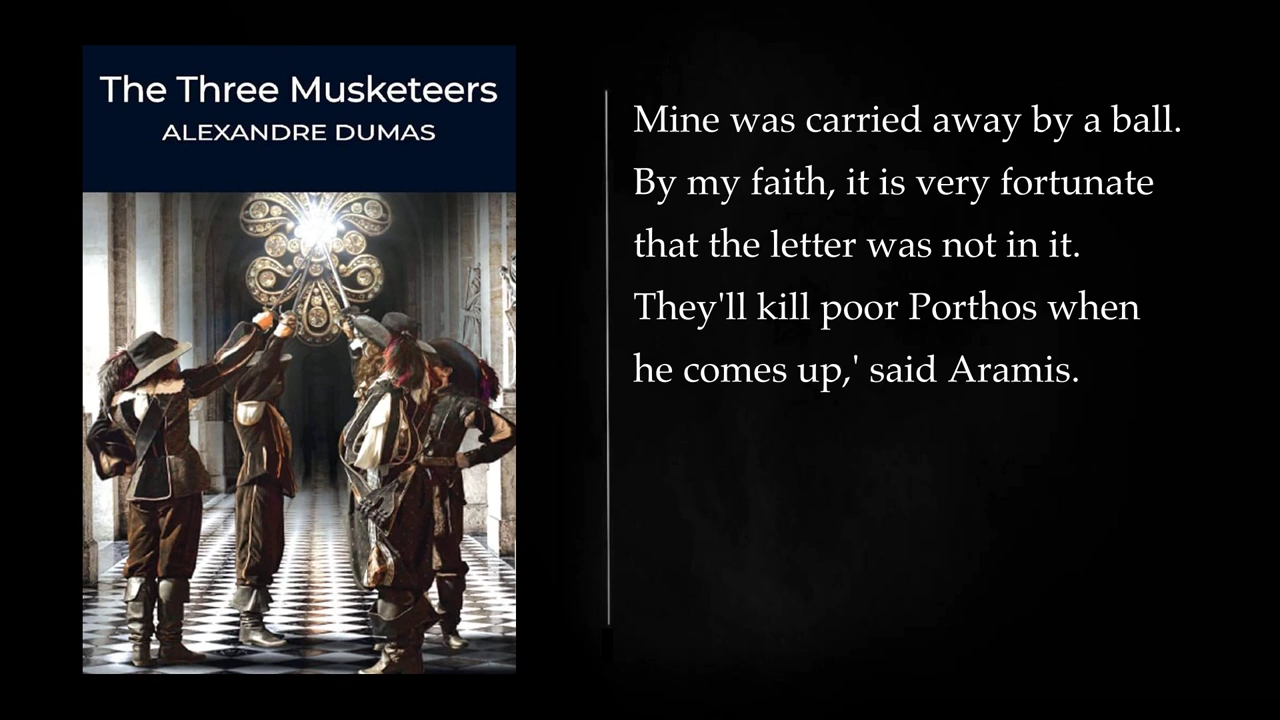 The Three Musketeers
ALEXANDRE DUMAS
Mine was carried away by a ball.
By my faith, it is very fortunate
that the letter was not in it.
They'll kill poor Porthos when
he comes up,' said Aramis.